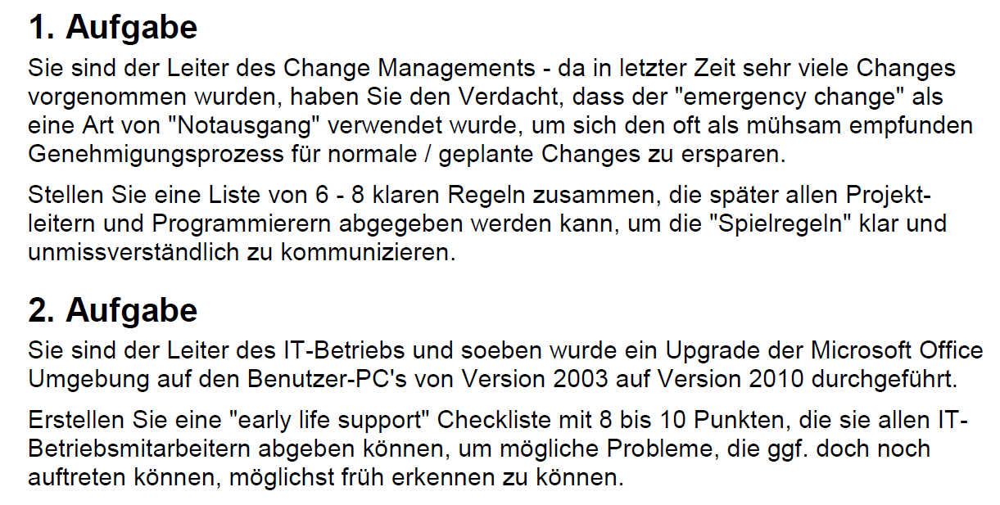 1. Aufgabe
Sie sind der Leiter des Change Managements - da in letzter Zeit sehr viele Changes
vorgenommen wurden, haben Sie den Verdacht, dass der "emergency change" als
eine Art von "Notausgang" verwendet wurde, um sich den oft als mühsam empfunden
Genehmigungsprozess für normale / geplante Changes zu ersparen.
Stellen Sie eine Liste von 6 - 8 klaren Regeln zusammen, die später allen Projekt-
leitern und Programmierern abgegeben werden kann, um die "Spielregeln" klar und
unmissverständlich zu kommunizieren.
2. Aufgabe
Sie sind der Leiter des IT-Betriebs und soeben wurde ein Upgrade der Microsoft Office
Umgebung auf den Benutzer-PC's von Version 2003 auf Version 2010 durchgeführt.
Erstellen Sie eine "early life support" Checkliste mit 8 bis 10 Punkten, die sie allen IT-
Betriebsmitarbeitern abgeben können, um mögliche Probleme, die ggf. doch noch
auftreten können, möglichst früh erkennen zu können.